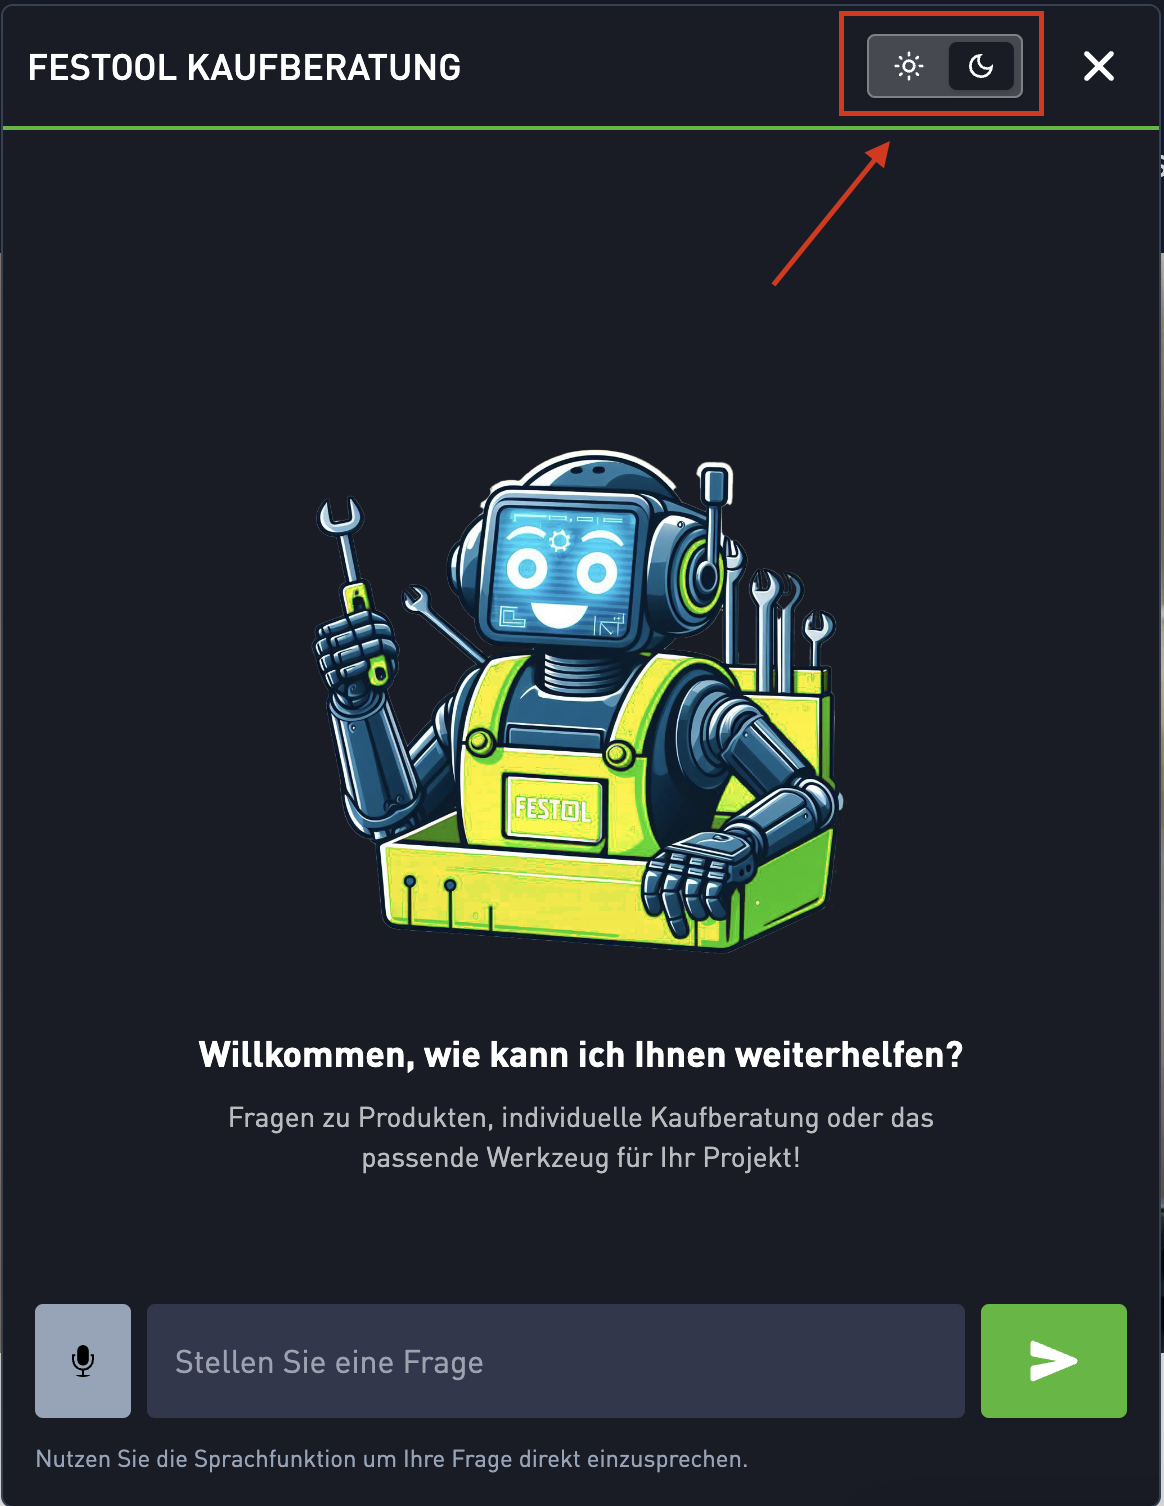 FESTOOL KAUFBERATUNG
FESTOOL
Willkommen, wie kann ich Ihnen weiterhelfen?
Fragen zu Produkten, individuelle Kaufberatung oder das
passende Werkzeug für Ihr Projekt!
Stellen Sie eine Frage
Nutzen Sie die Sprachfunktion um Ihre Frage direkt einzusprechen.